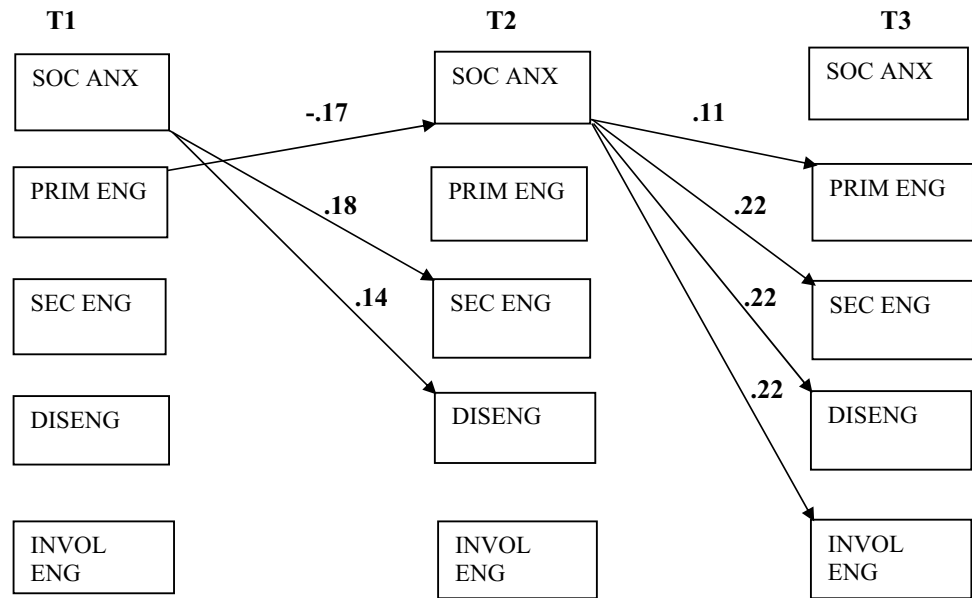 T1 T2 T3
SOC ANX SOC ANX SOC ANX
-.17 .11
PRIM ENG PRIM ENG PRIM ENG
.18 .22
SEC ENG SEC ENG SEC ENG
.14 .22
DISENG DISENG DISENG
.22
INVOL INVOL INVOL
ENG ENG ENG